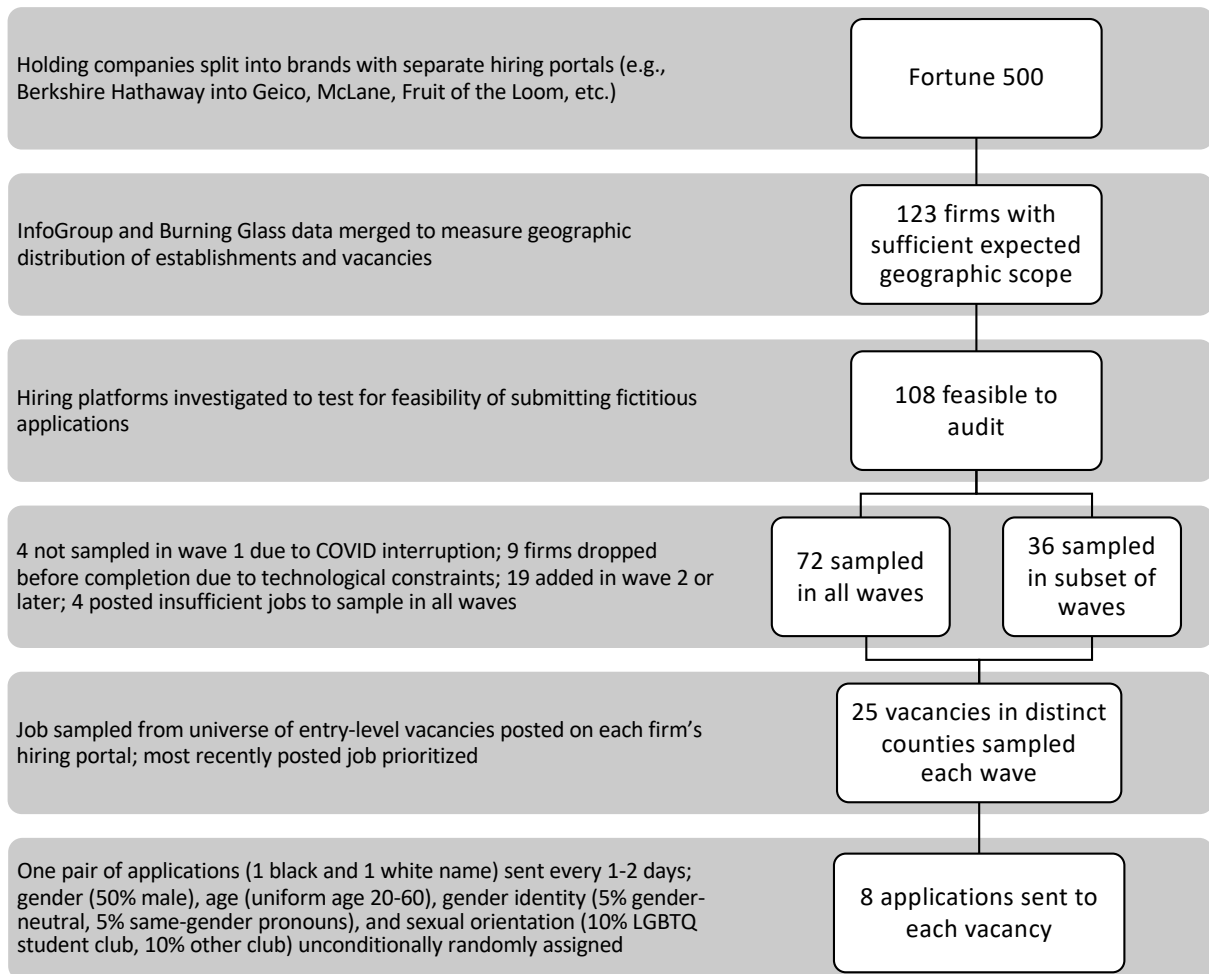 Holding companies split into brands with separate hiring portals (e.g.,
Berkshire Hathaway into Geico, McLane, Fruit of the Loom, etc.)
Fortune 500
InfoGroup and Burning Glass data merged to measure geographic
distribution of establishments and vacancies
123 firms with
sufficient expected
geographic scope
Hiring platforms investigated to test for feasibility of submitting fictitious
applications
108 feasible to
audit
4 not sampled in wave 1 due to COVID interruption; 9 firms dropped
before completion due to technological constraints; 19 added in wave 2 or
later; 4 posted insufficient jobs to sample in all waves
72 sampled
in all waves
36 sampled
in subset of
waves
Job sampled from universe of entry-level vacancies posted on each firm's
hiring portal; most recently posted job prioritized
25 vacancies in distinct
counties sampled
each wave
One pair of applications (1 black and 1 white name) sent every 1-2 days;
gender (50% male), age (uniform age 20-60), gender identity (5% gender-
neutral, 5% same-gender pronouns), and sexual orientation (10% LGBTQ
student club, 10% other club) unconditionally randomly assigned
8 applications sent to
each vacancy